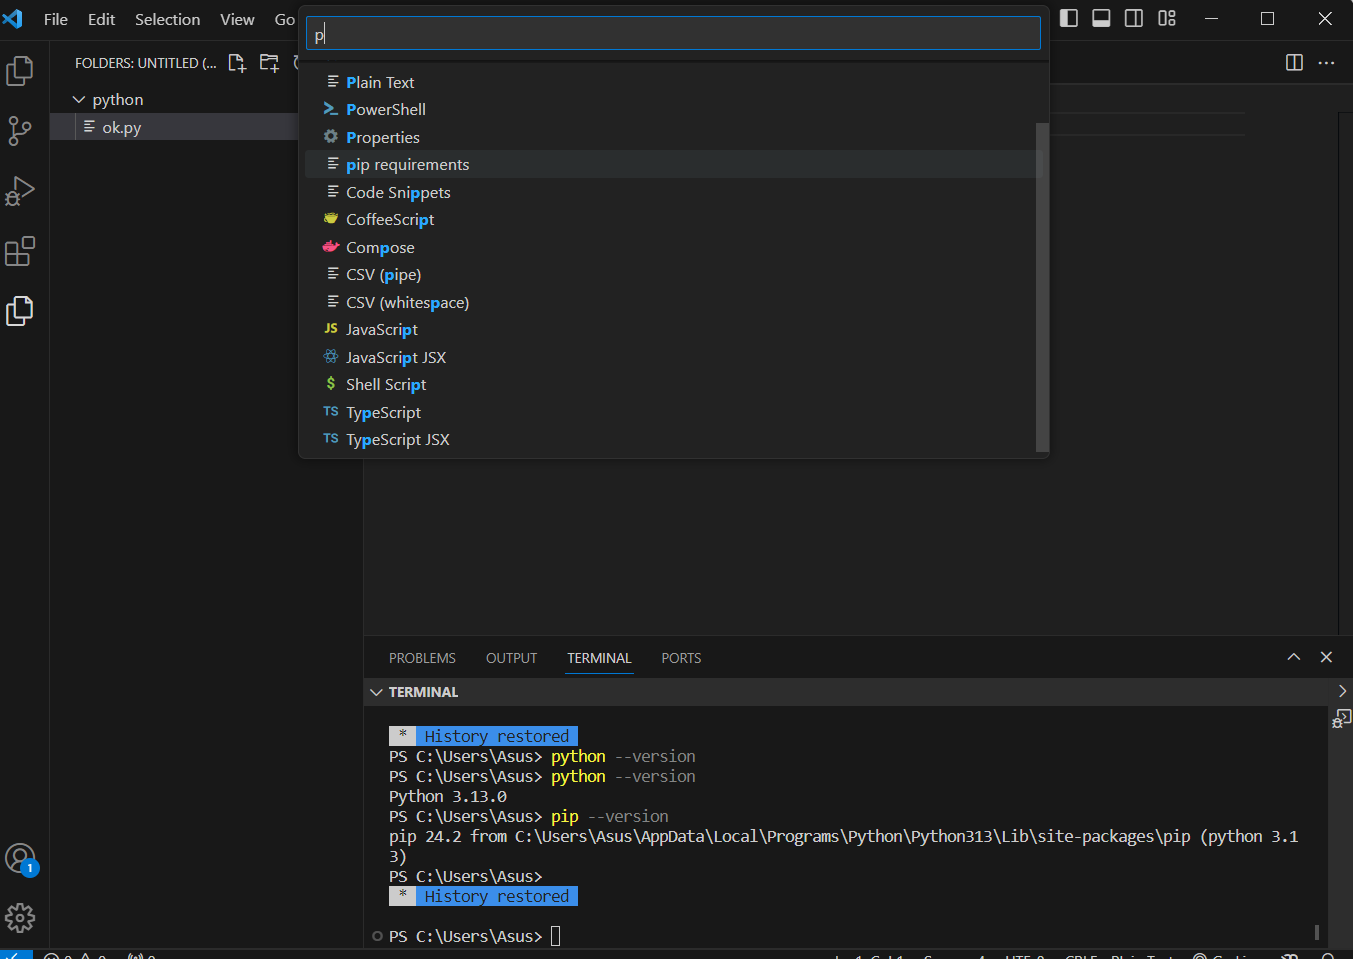 File Edit Selection View Go
p
FOLDERS: UNTITLED (...
python
ok.py
Plain Text
PowerShell
Properties
pip requirements
Code Snippets
CoffeeScript
Compose
CSV (pipe)
CSV (whitespace)
JS JavaScript
JavaScript JSX
$ Shell Script
TS TypeScript
TS TypeScript JSX
PROBLEMS OUTPUT TERMINAL PORTS
TERMINAL
* History restored
PS C:\Users\Asus> python --version
PS C:\Users\Asus> python --version
Python 3.13.0
PS C:\Users\Asus> pip --version
pip 24.2 from C:\Users\Asus\AppData\Local\Programs\Python\Python313\Lib\site-packages\pip (python 3.1
3)
PS C:\Users\Asus>
* History restored
PS C:\Users\Asus>
1